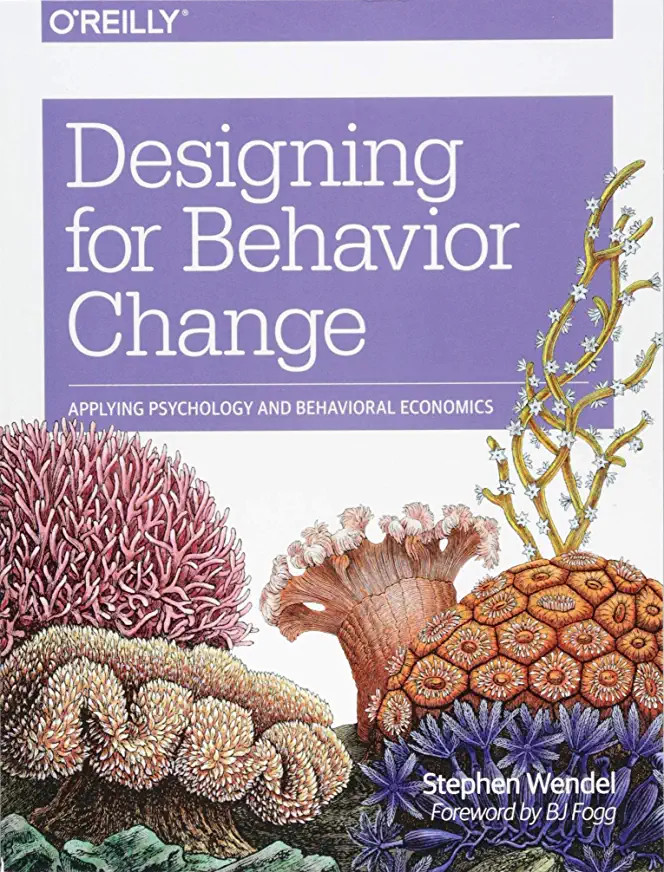 O'REILLY®
Designing
for Behavior
Change
APPLYING PSYCHOLOGY AND BEHAVIORAL ECONOMICS
Stephen Wendel
Foreword by BJ Fogg